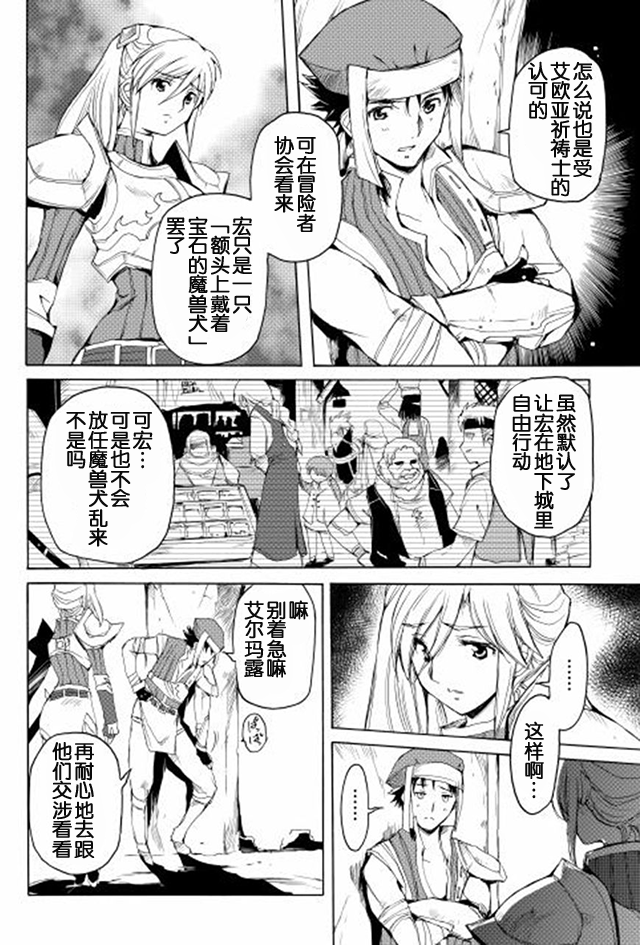 怎么说也是受
艾欧亚祈祷士的
认可的
可在冒险者
协会看来
宏只是一只
「额头上戴着
宝石的魔兽犬」
罢了
虽然默认了
让宏在地下城里
自由行动
可宏…
可是也不会
放任魔兽犬乱来
不是吗
……
这样啊…
……
嘛
别着急嘛
艾尔玛露
再耐心地去跟
他们交涉看看